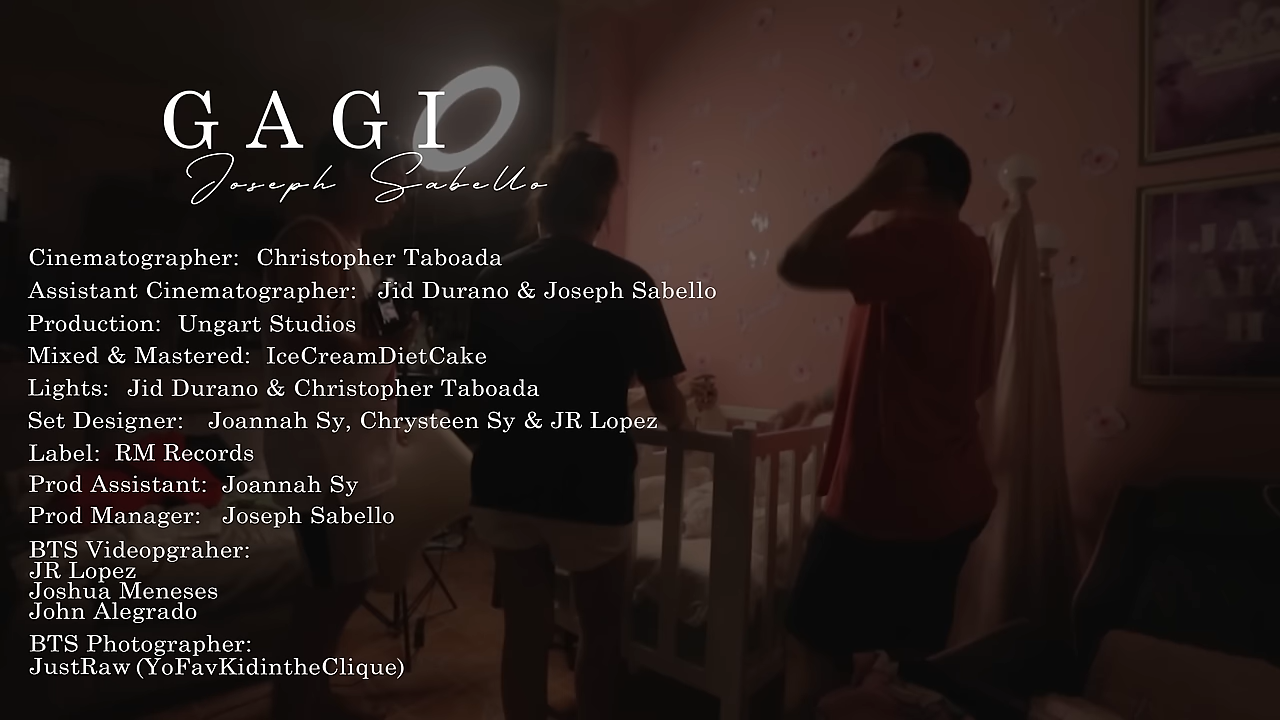 GAGI
Joseph Sabello
Cinematographer: Christopher Taboada
Assistant Cinematographer: Jid Durano & Joseph Sabello
Production: Ungart Studios
Mixed & Mastered: IceCreamDietCake
Lights: Jid Durano & Christopher Taboada
Set Designer: Joannah Sy, Chrysteen Sy & JR Lopez
Label: RM Records
Prod Assistant: Joannah Sy
Prod Manager: Joseph Sabello
BTS Videopgraher:
JR Lopez
Joshua Meneses
John Alegrado
BTS Photographer:
JustRaw (YoFavKidintheClique)